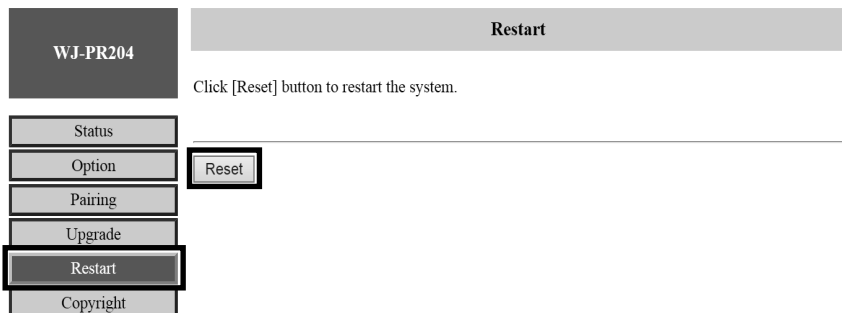 WJ-PR204
Restart
Click [Reset] button to restart the system.
Reset
Status
Option
Pairing
Upgrade
Restart
Copyright